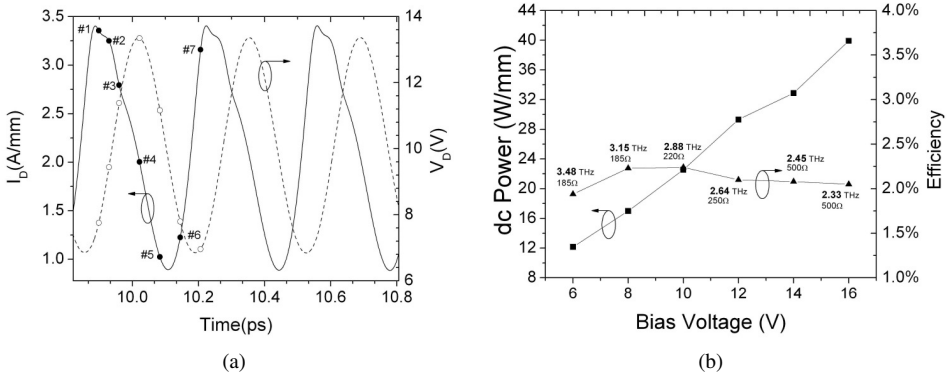 3.5
3.0
2.5
2.0
1.5
1.0
I_D(A/mm)
#1
#2
#3
#4
#5
#6
#7
14
12
10
8
6
V_D(V)
10.0
10.2
10.4
10.6
10.8
Time(ps)
(a)
44
40
36
32
28
24
20
16
12
8
dc Power (W/mm)
3.48 THz
185Ω
3.15 THz
185Ω
2.88 THz
220Ω
2.64 THz
250Ω
2.45 THz
500Ω
2.33 THz
500Ω
4.0%
3.5%
3.0%
2.5%
2.0%
1.5%
1.0%
Efficiency
6
8
10
12
14
16
Bias Voltage (V)
(b)